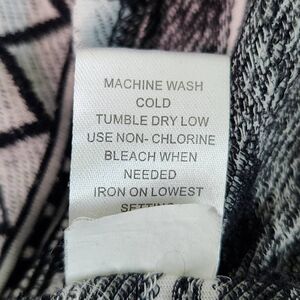 MACHINE WASH
COLD
TUMBLE DRY LOW
USE NON- CHLORINE
BLEACH WHEN
NEEDED
IRON ON LOWEST